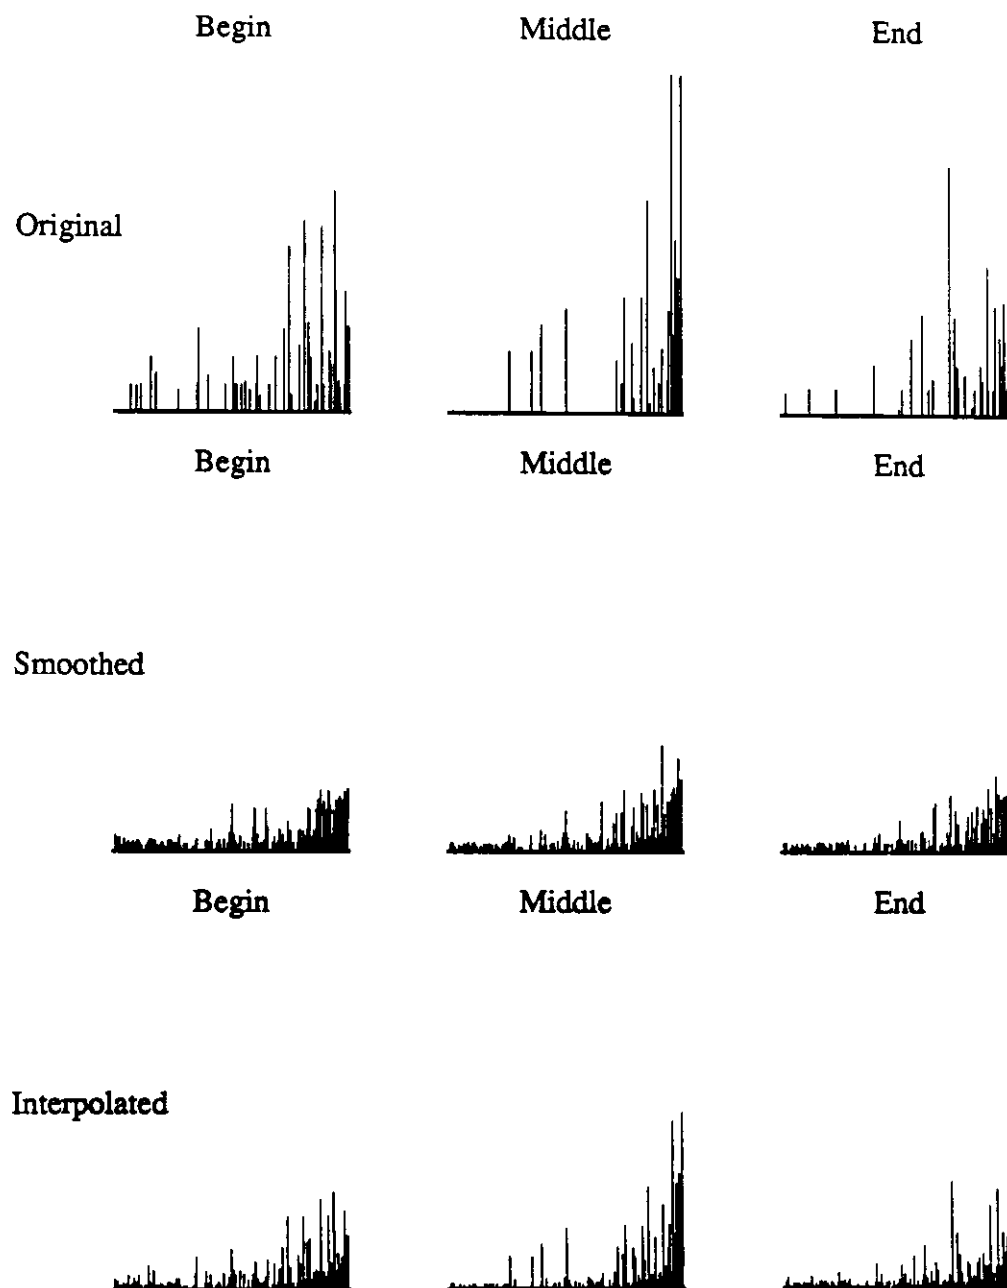 Begin Middle End
Original
Begin Middle End
Smoothed
Begin Middle End
Interpolated